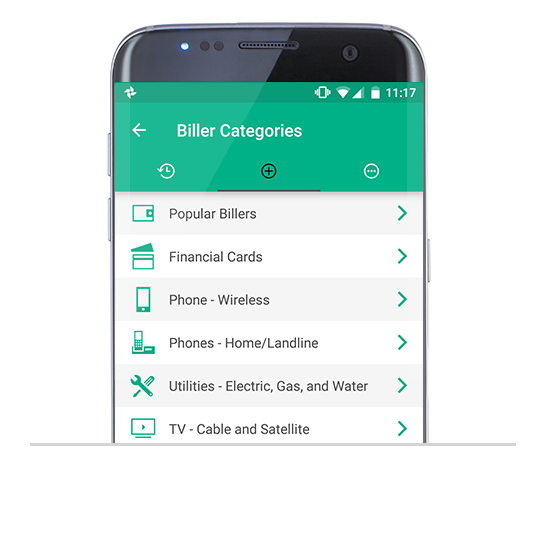 11:17
Biller Categories
Popular Billers
Financial Cards
Phone - Wireless
Phones - Home/Landline
Utilities - Electric, Gas, and Water
TV - Cable and Satellite